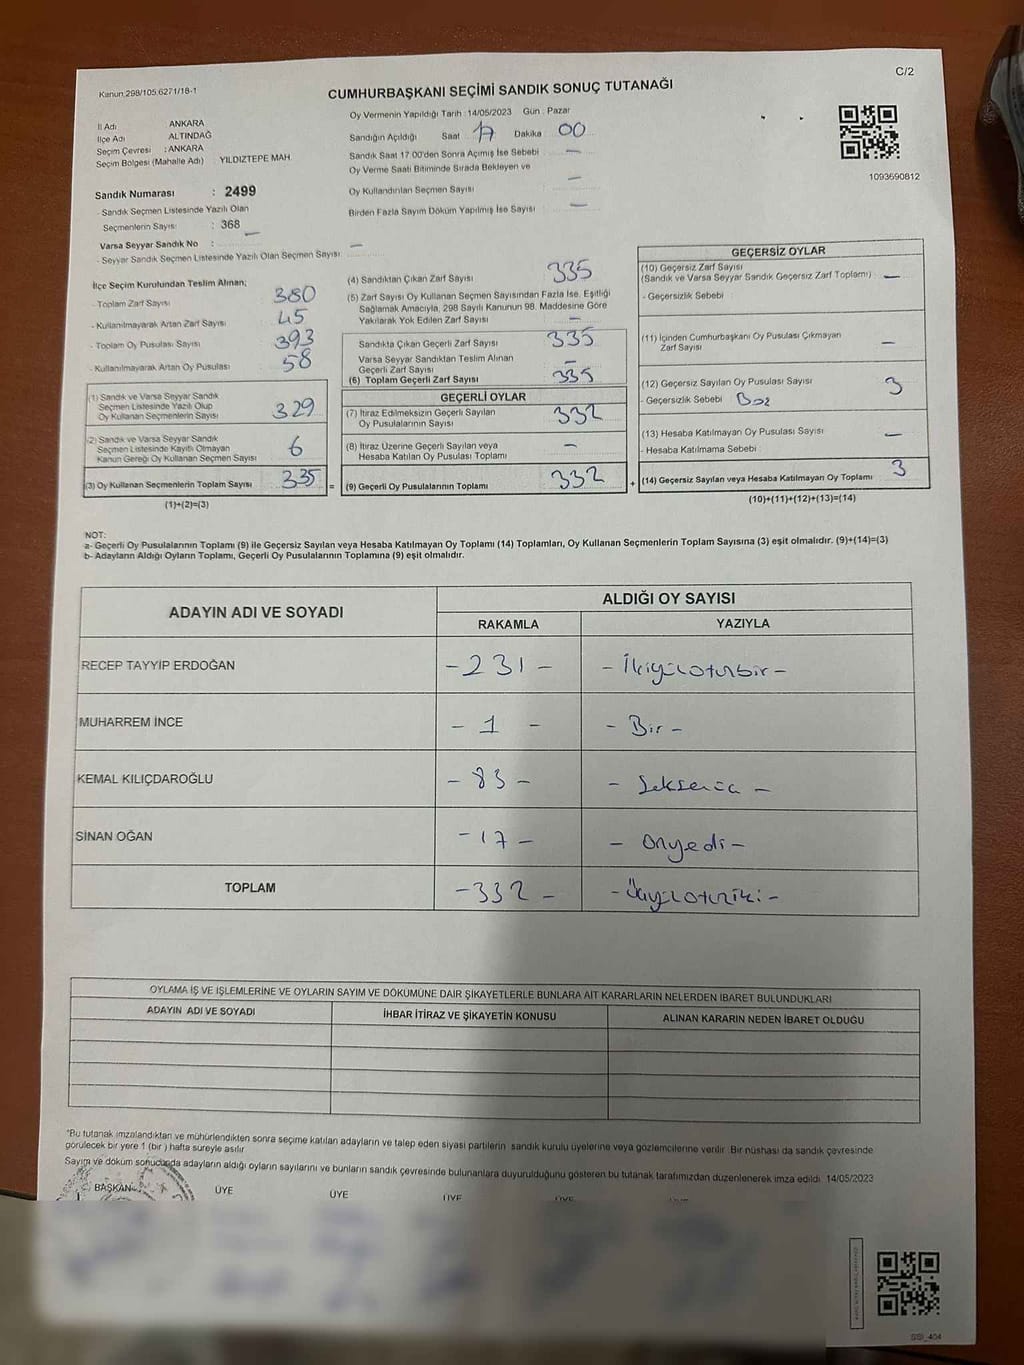 C/2
Kanun 298/105.6271/18-1
CUMHURBAŞKANI SEÇİMİ SANDIK SONUÇ TUTANAĞI
İl Adı ANKARA
İlçe Adı ALTINDAĞ
Seçim Çevresi : ANKARA
Seçim Bölgesi (Mahalle Adı) YILDIZTEPE MAH.
Oy Vermenin Yapıldığı Tarih : 14/05/2023 Gün : Pazar
Sandığın Açıldığı Saat 17 Dakika 00
Sandık Saat 17 00'den Sonra Açımış İse Sebebi —
Oy Verme Saati Bitiminde Sırada Bekleyen ve
Oy Kullandırılan Seçmen Sayısı —
Birden Fazla Sayım Döküm Yapılmış İse Sayısı —
1093690812
Sandık Numarası : 2499
- Sandık Seçmen Listesinde Yazılı Olan
Seçmenlerin Sayısı : 368
Varsa Seyyar Sandık No : —
- Seyyar Sandık Seçmen Listesinde Yazılı Olan Seçmen Sayısı —
İlçe Seçim Kurulundan Teslim Alınan;
- Toplam Zarf Sayısı 380
- Kullanılmayarak Artan Zarf Sayısı 45
- Toplam Oy Pusulası Sayısı 393
- Kullanılmayarak Artan Oy Pusulası 58
(1) Sandık ve Varsa Seyyar Sandık
Seçmen Listesinde Yazılı Olup
Oy Kullanan Seçmenlerin Sayısı 329
(2) Sandık ve Varsa Seyyar Sandık
Seçmen Listesinde Kayıtlı Olmayan
Kanun Gereği Oy Kullanan Seçmen Sayısı 6
(3) Oy Kullanan Seçmenlerin Toplam Sayısı 335 =
(1)+(2)=(3)
(4) Sandıktan Çıkan Zarf Sayısı 335
(5) Zarf Sayısı Oy Kullanan Seçmen Sayısından Fazla İse, Eşitliği
Sağlamak Amacıyla, 298 Sayılı Kanunun 98. Maddesine Göre
Yakılarak Yok Edilen Zarf Sayısı —
Sandıkta Çıkan Geçerli Zarf Sayısı 335
Varsa Seyyar Sandıktan Teslim Alınan
Geçerli Zarf Sayısı —
(6) Toplam Geçerli Zarf Sayısı 335
GEÇERLİ OYLAR
(7) İtiraz Edilmeksizin Geçerli Sayılan
Oy Pusulalarının Sayısı 332
(8) İtiraz Üzerine Geçerli Sayılan veya
Hesaba Katılan Oy Pusulası Toplamı —
(9) Geçerli Oy Pusulalarının Toplamı 332 +
GEÇERSİZ OYLAR
(10) Geçersiz Zarf Sayısı
(Sandık ve Varsa Seyyar Sandık Geçersiz Zarf Toplamı) —
- Geçersizlik Sebebi
(11) İçinden Cumhurbaşkanı Oy Pusulası Çıkmayan
Zarf Sayısı —
(12) Geçersiz Sayılan Oy Pusulası Sayısı 3
- Geçersizlik Sebebi
(13) Hesaba Katılmayan Oy Pusulası Sayısı —
- Hesaba Katılmama Sebebi
(14) Geçersiz Sayılan veya Hesaba Katılmayan Oy Toplamı 3
(10)+(11)+(12)+(13)=(14)
NOT:
a- Geçerli Oy Pusulalarının Toplamı (9) ile Geçersiz Sayılan veya Hesaba Katılmayan Oy Toplamı (14) Toplamları, Oy Kullanan Seçmenlerin Toplam Sayısına (3) eşit olmalıdır. (9)+(14)=(3)
b- Adayların Aldığı Oyların Toplamı, Geçerli Oy Pusulalarının Toplamına (9) eşit olmalıdır.
ADAYIN ADI VE SOYADI ALDIĞI OY SAYISI
RAKAMLA YAZIYLA
RECEP TAYYİP ERDOĞAN -231- -İkiyüzotuzbir-
MUHARREM İNCE - 1 - - Bir -
KEMAL KILIÇDAROĞLU - 83 - - Seksenüç -
SİNAN OĞAN - 17 - - Onyedi -
TOPLAM -332- -Üçyüzotuziki-
OYLAMA İŞ VE İŞLEMLERİNE VE OYLARIN SAYIM VE DÖKÜMÜNE DAİR ŞİKAYETLERLE BUNLARA AİT KARARLARIN NELERDEN İBARET BULUNDUKLARI
ADAYIN ADI VE SOYADI İHBAR İTİRAZ VE ŞİKAYETİN KONUSU ALINAN KARARIN NEDEN İBARET OLDUĞU
"Bu tutanak imzalandıktan ve mühürlendikten sonra seçime katılan adayların ve talep eden siyasi partilerin sandık kurulu üyelerine veya gözlemcilerine verilir. Bir nüshası da sandık çevresinde
görülecek bir yere 1 (bir) hafta süreyle asılır.
Sayım ve döküm sonucunda adayların aldığı oyların sayılarını ve bunların sandık çevresinde bulunanlara duyurulduğunu gösteren bu tutanak tarafımızdan düzenlenerek imza edildi. 14/05/2023
BAŞKAN ÜYE ÜYE ÜYE ÜYE ÜYE
SSI_404